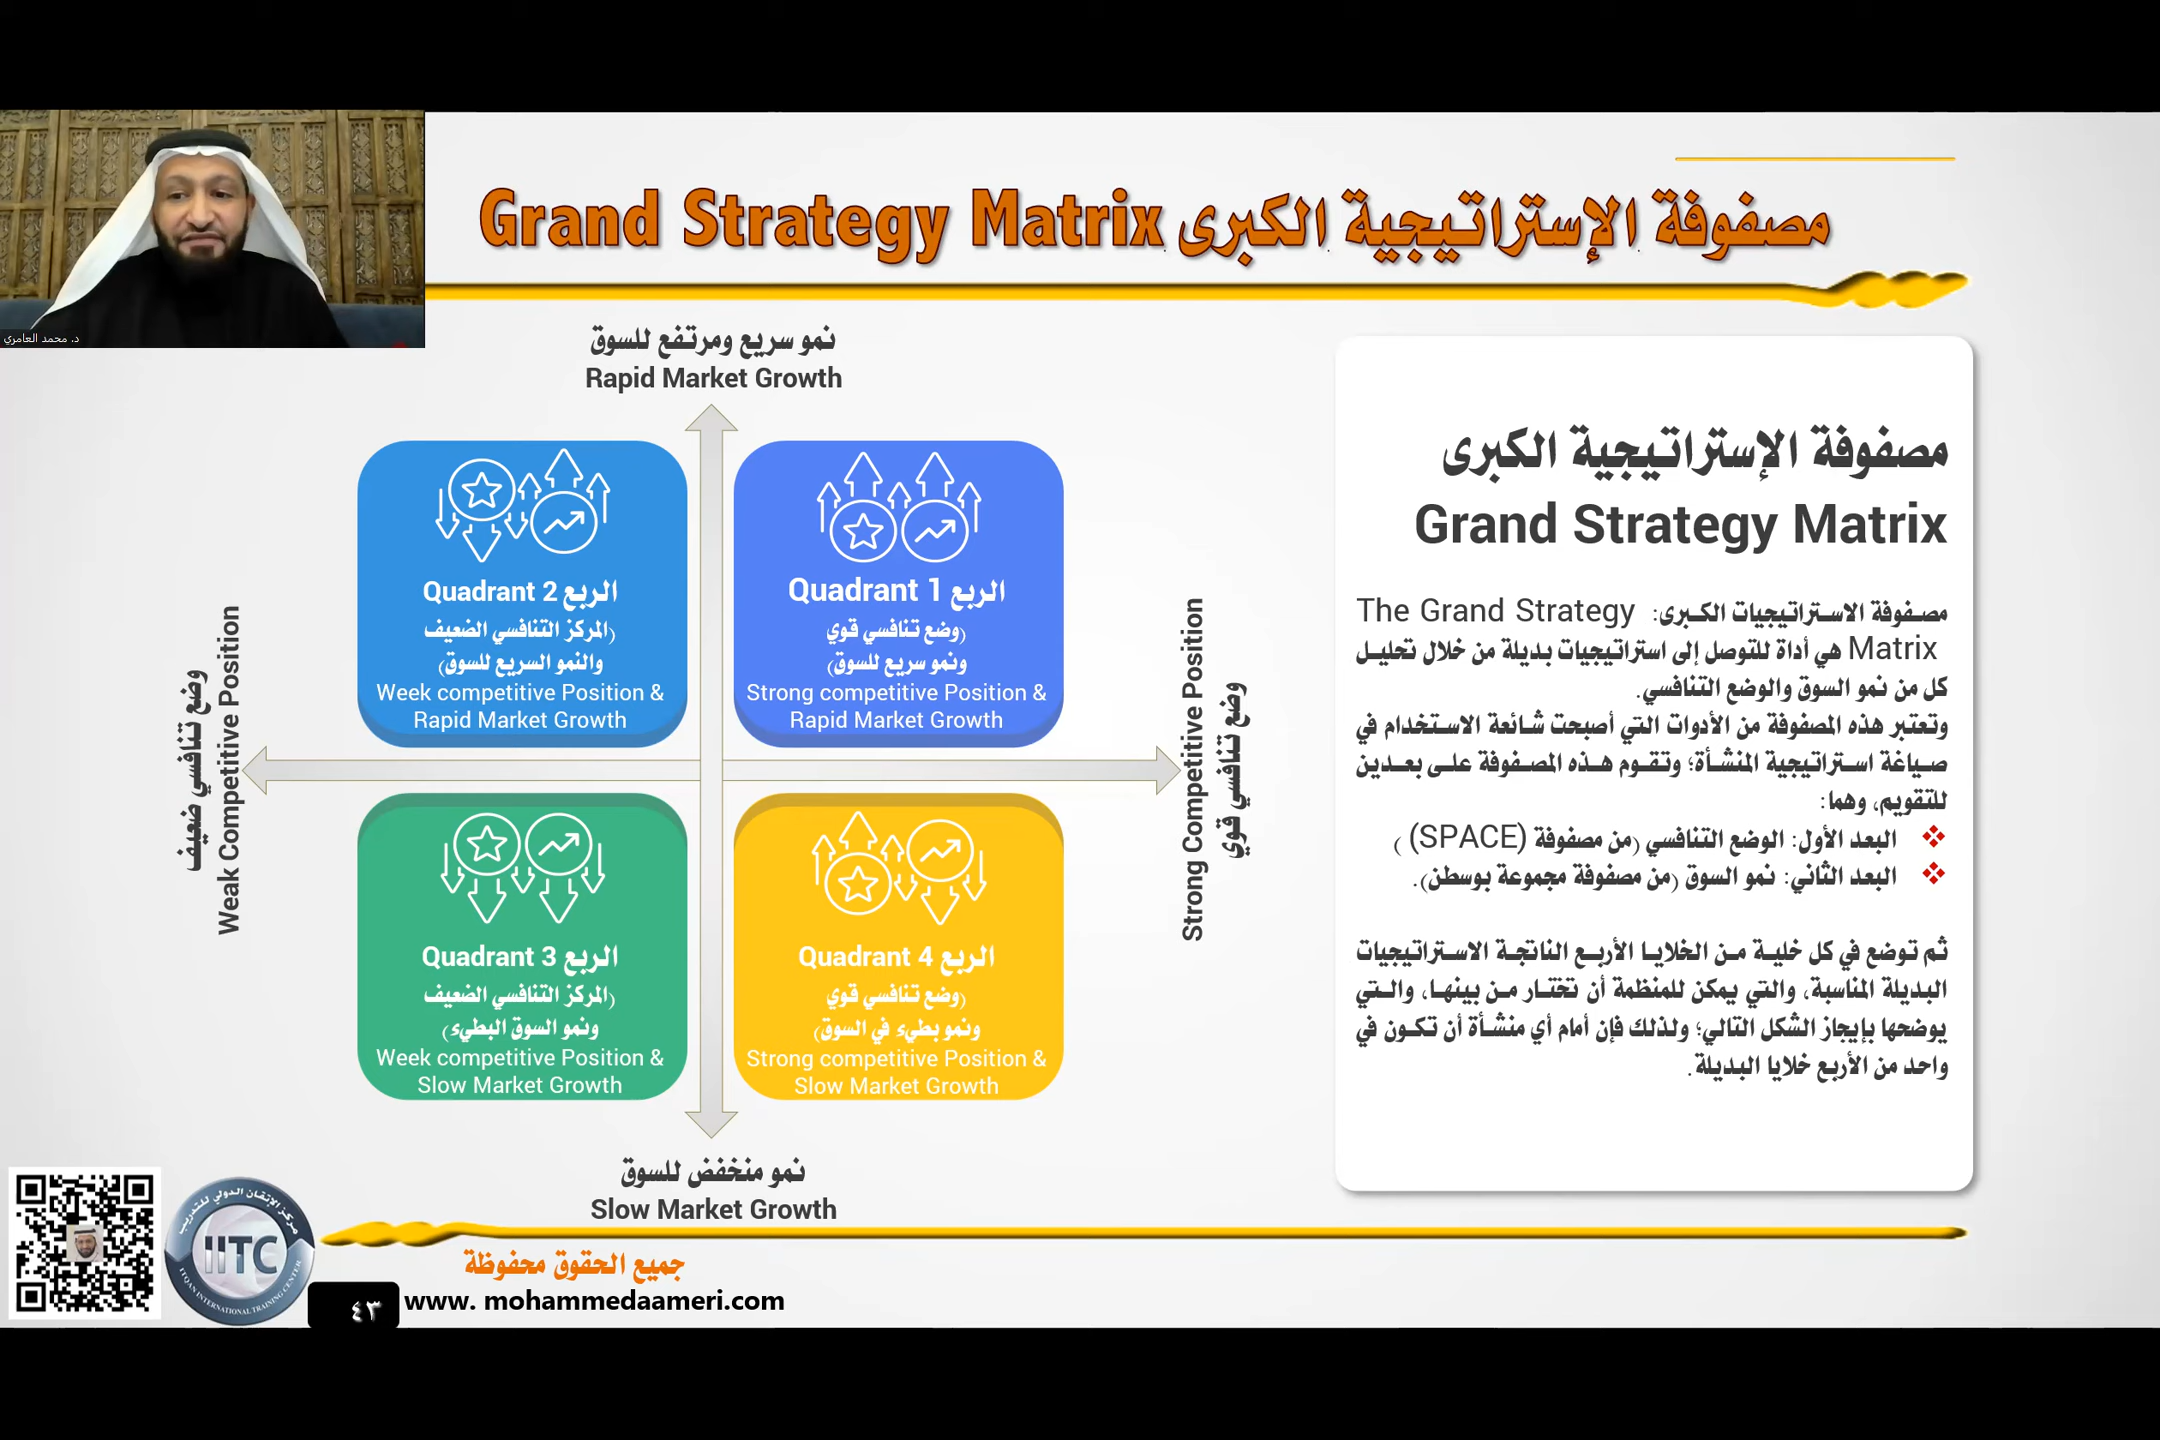 د. محمد العامري
مصفوفة الإستراتيجية الكبرى Grand Strategy Matrix
نمو سريع ومرتفع للسوق
Rapid Market Growth
الربع Quadrant 2
(المركز التنافسي الضعيف
والنمو السريع للسوق)
Week competitive Position &
Rapid Market Growth
الربع Quadrant 1
(وضع تنافسي قوي
ونمو سريع للسوق)
Strong competitive Position &
Rapid Market Growth
وضع تنافسي ضعيف
Weak Competitive Position
Strong Competitive Position
وضع تنافسي قوي
الربع Quadrant 3
(المركز التنافسي الضعيف
ونمو السوق البطيء)
Week competitive Position &
Slow Market Growth
الربع Quadrant 4
(وضع تنافسي قوي
ونمو بطيء في السوق)
Strong competitive Position &
Slow Market Growth
نمو منخفض للسوق
Slow Market Growth
مصفوفة الإستراتيجية الكبرى
Grand Strategy Matrix
مصفوفة الاستراتيجيات الكبرى: The Grand Strategy
Matrix هي أداة للتوصل إلى استراتيجيات بديلة من خلال تحليل
كل من نمو السوق والوضع التنافسي.
وتعتبر هذه المصفوفة من الأدوات التي أصبحت شائعة الاستخدام في
صياغة استراتيجية المنشأة؛ وتقوم هذه المصفوفة على بعدين
للتقويم، وهما:
❖ البعد الأول: الوضع التنافسي (من مصفوفة (SPACE) )
❖ البعد الثاني: نمو السوق (من مصفوفة مجموعة بوسطن).
ثم توضع في كل خلية من الخلايا الأربع الناتجة الاستراتيجيات
البديلة المناسبة، والتي يمكن للمنظمة أن تختار من بينها، والتي
يوضحها بإيجاز الشكل التالي؛ ولذلك فإن أمام أي منشأة أن تكون في
واحد من الأربع خلايا البديلة.
مركز الإتقان الدولي للتدريب
IITC
ITQAN INTERNATIONAL TRAINING CENTER
جميع الحقوق محفوظة
٤٣
www. mohammedaameri.com